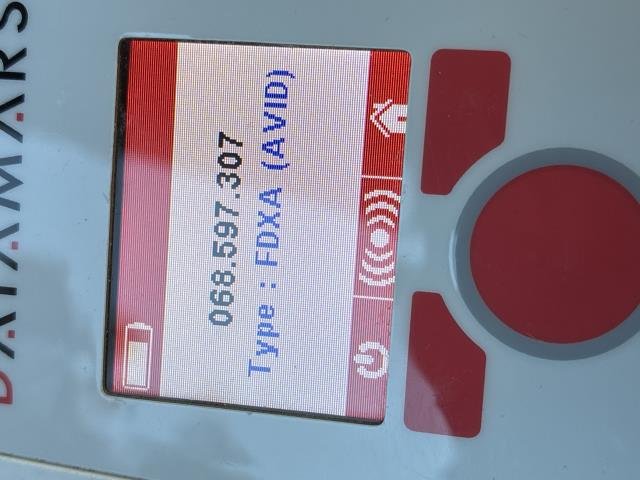 DATAMARS
068.597.307
Type : FDXA (AVID)